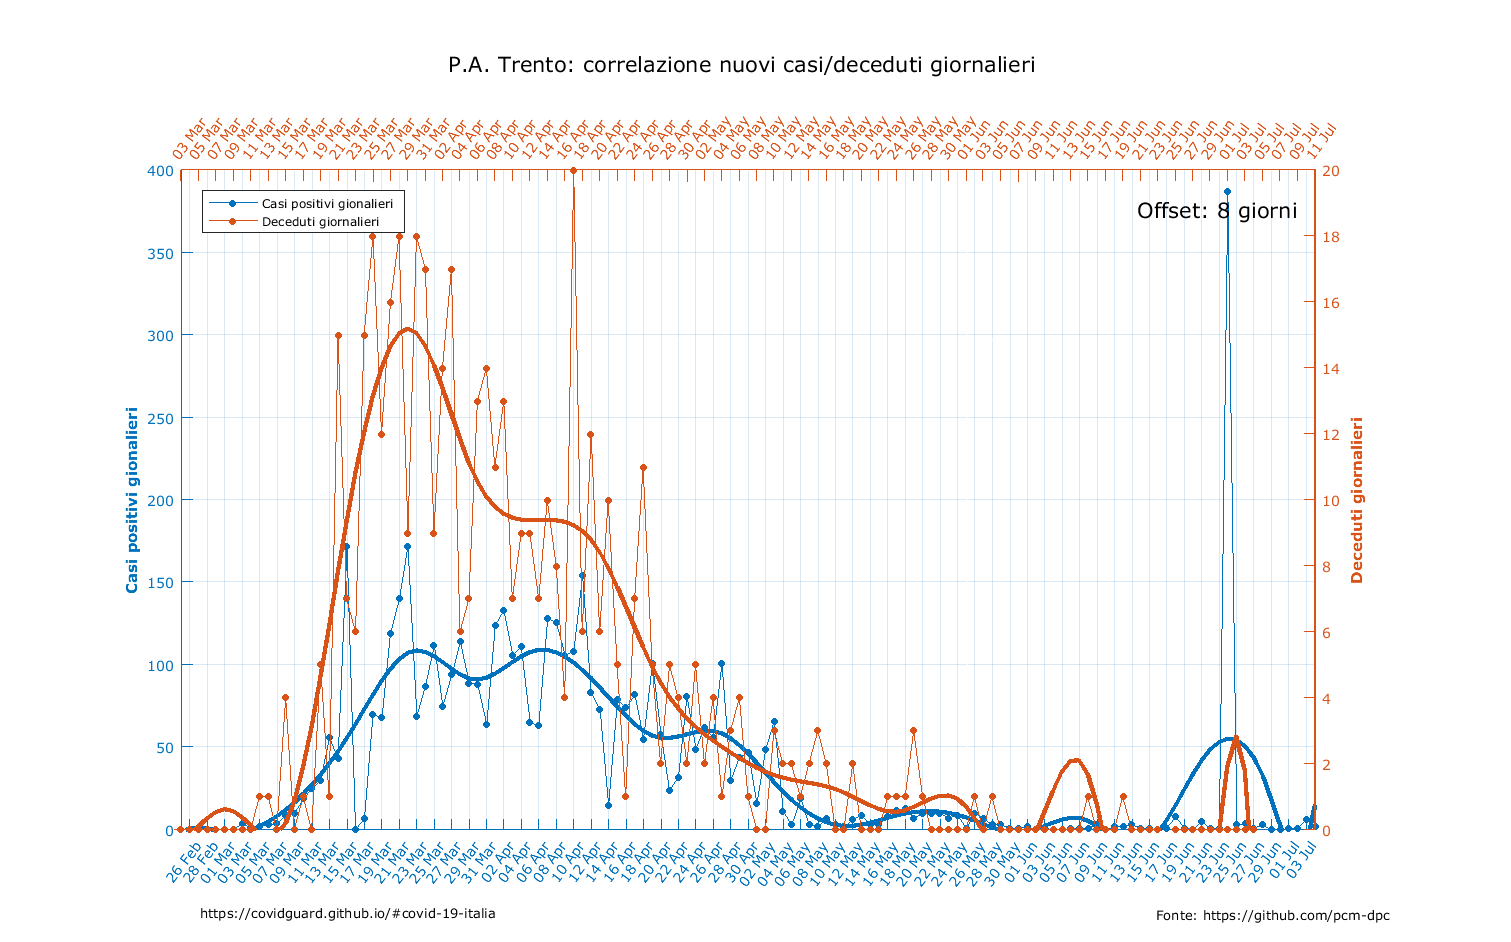 P.A. Trento: correlazione nuovi casi/deceduti giornalieri
03 Mar 05 Mar 07 Mar 09 Mar 11 Mar 13 Mar 15 Mar 17 Mar 19 Mar 21 Mar 23 Mar 25 Mar 27 Mar 29 Mar 31 Mar 02 Apr 04 Apr 06 Apr 08 Apr 10 Apr 12 Apr 14 Apr 16 Apr 18 Apr 20 Apr 22 Apr 24 Apr 26 Apr 28 Apr 30 Apr 02 May 04 May 06 May 08 May 10 May 12 May 14 May 16 May 18 May 20 May 22 May 24 May 26 May 28 May 30 May 01 Jun 03 Jun 05 Jun 07 Jun 09 Jun 11 Jun 13 Jun 15 Jun 17 Jun 19 Jun 21 Jun 23 Jun 25 Jun 27 Jun 29 Jun 01 Jul 03 Jul 05 Jul 07 Jul 09 Jul 11 Jul
Casi positivi gionalieri
Deceduti giornalieri
Offset: 8 giorni
400
350
300
250
200
150
100
50
0
Casi positivi gionalieri
20
18
16
14
12
10
8
6
4
2
0
Deceduti giornalieri
26 Feb 28 Feb 01 Mar 03 Mar 05 Mar 07 Mar 09 Mar 11 Mar 13 Mar 15 Mar 17 Mar 19 Mar 21 Mar 23 Mar 25 Mar 27 Mar 29 Mar 31 Mar 02 Apr 04 Apr 06 Apr 08 Apr 10 Apr 12 Apr 14 Apr 16 Apr 18 Apr 20 Apr 22 Apr 24 Apr 26 Apr 28 Apr 30 Apr 02 May 04 May 06 May 08 May 10 May 12 May 14 May 16 May 18 May 20 May 22 May 24 May 26 May 28 May 30 May 01 Jun 03 Jun 05 Jun 07 Jun 09 Jun 11 Jun 13 Jun 15 Jun 17 Jun 19 Jun 21 Jun 23 Jun 25 Jun 27 Jun 29 Jun 01 Jul 03 Jul
https://covidguard.github.io/#covid-19-italia
Fonte: https://github.com/pcm-dpc